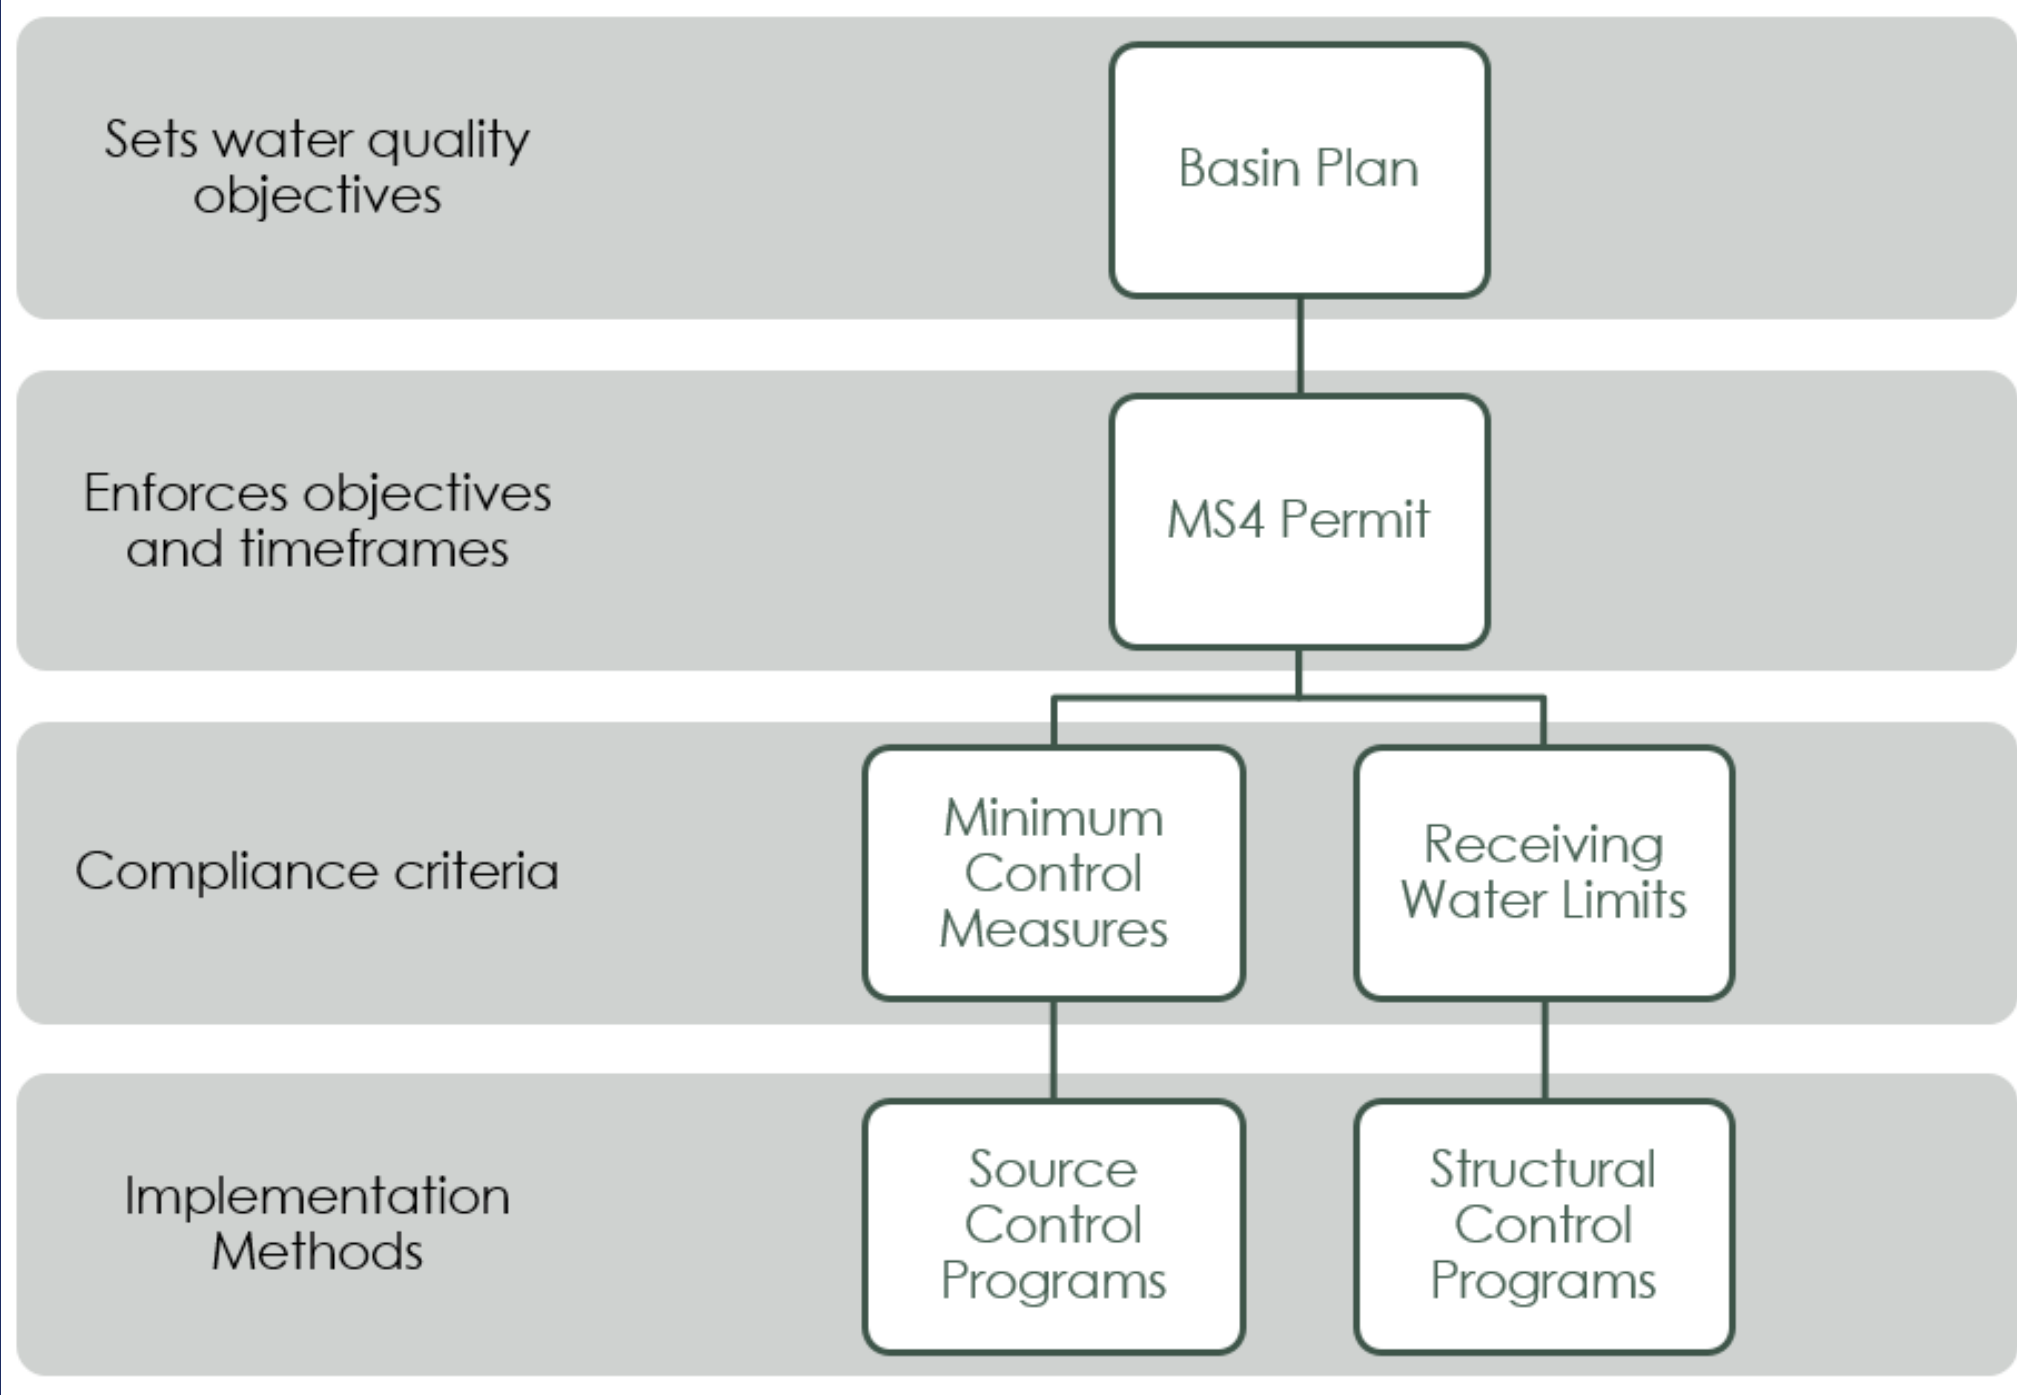 Sets water quality
objectives
Basin Plan
Enforces objectives
and timeframes
MS4 Permit
Compliance criteria
Minimum
Control
Measures
Receiving
Water Limits
Implementation
Methods
Source
Control
Programs
Structural
Control
Programs